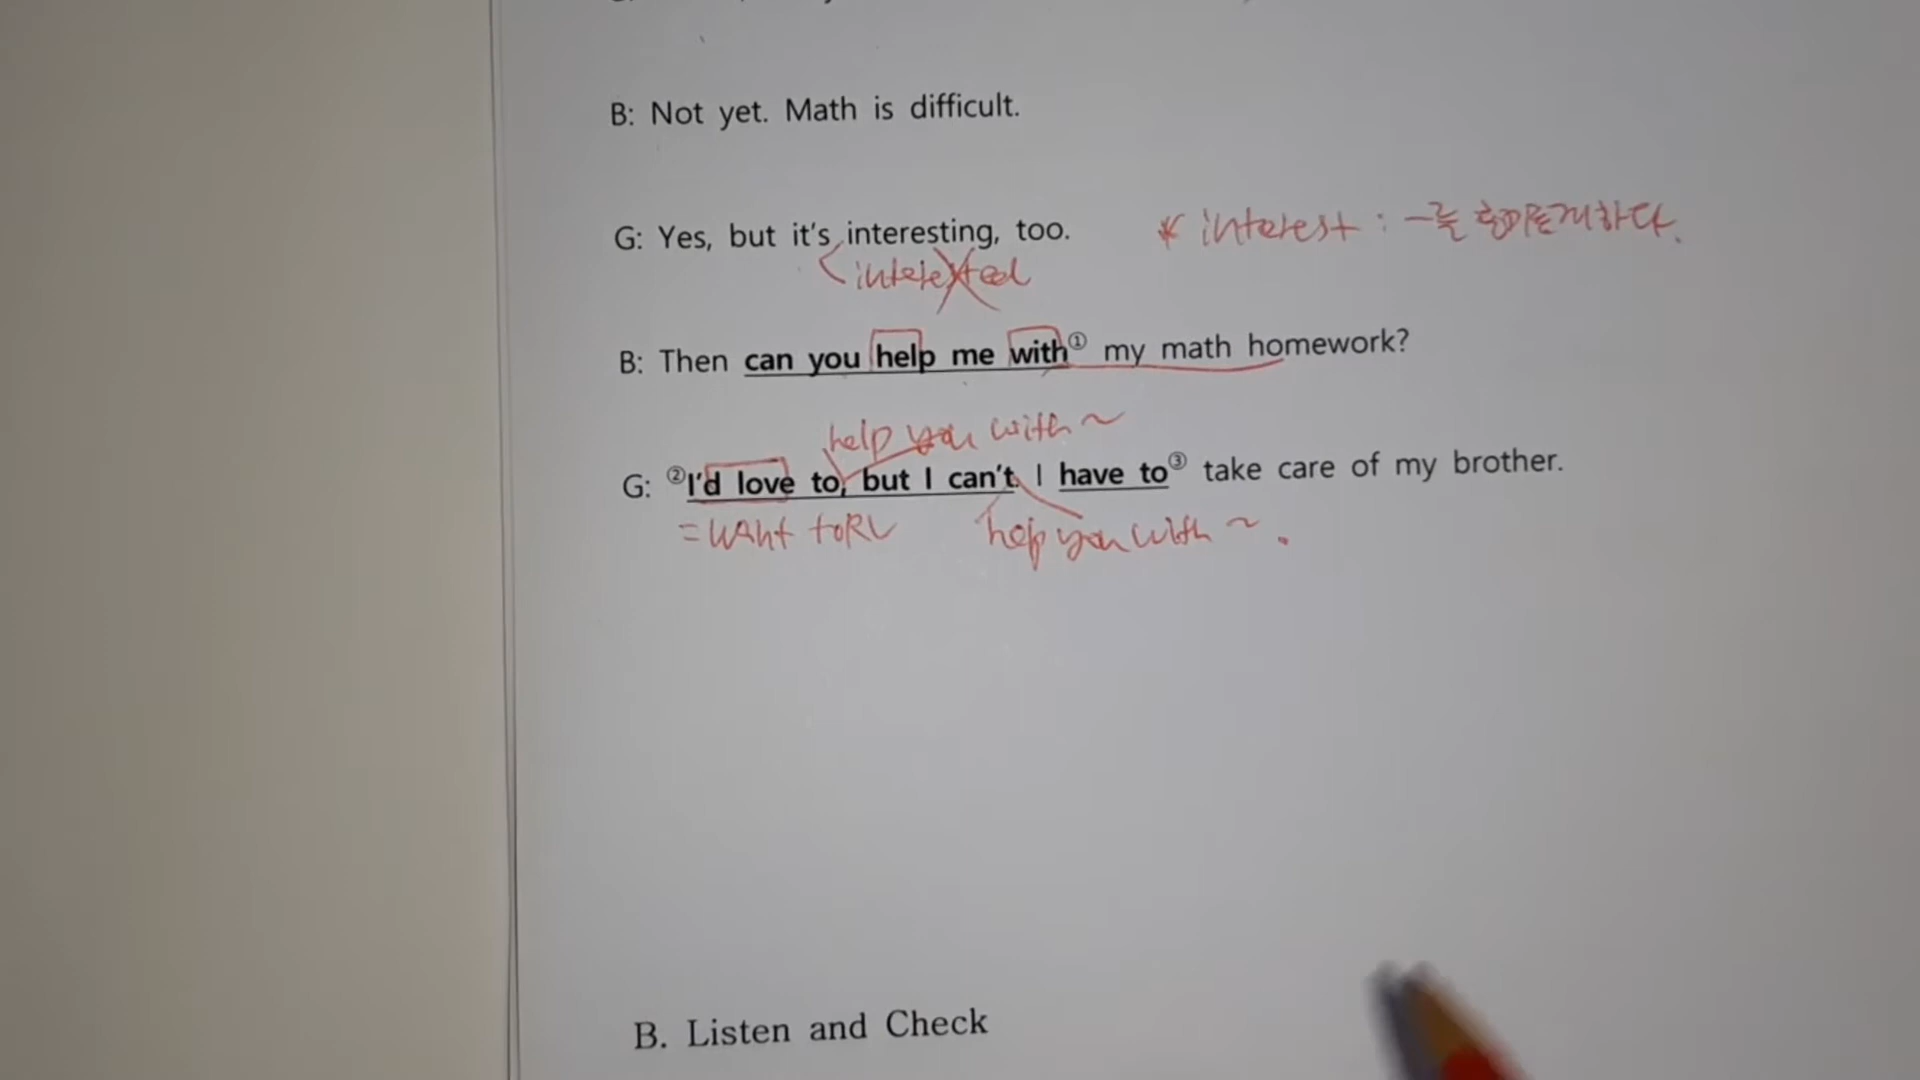 B: Not yet. Math is difficult.
G: Yes, but it's interesting, too.
* interest : ~를 흥미롭게하다.
interested
B: Then can you help me with① my math homework?
help you with ~
G: ②I'd love to, but I can't. I have to③ take care of my brother.
= want to RV
help you with ~.
B. Listen and Check